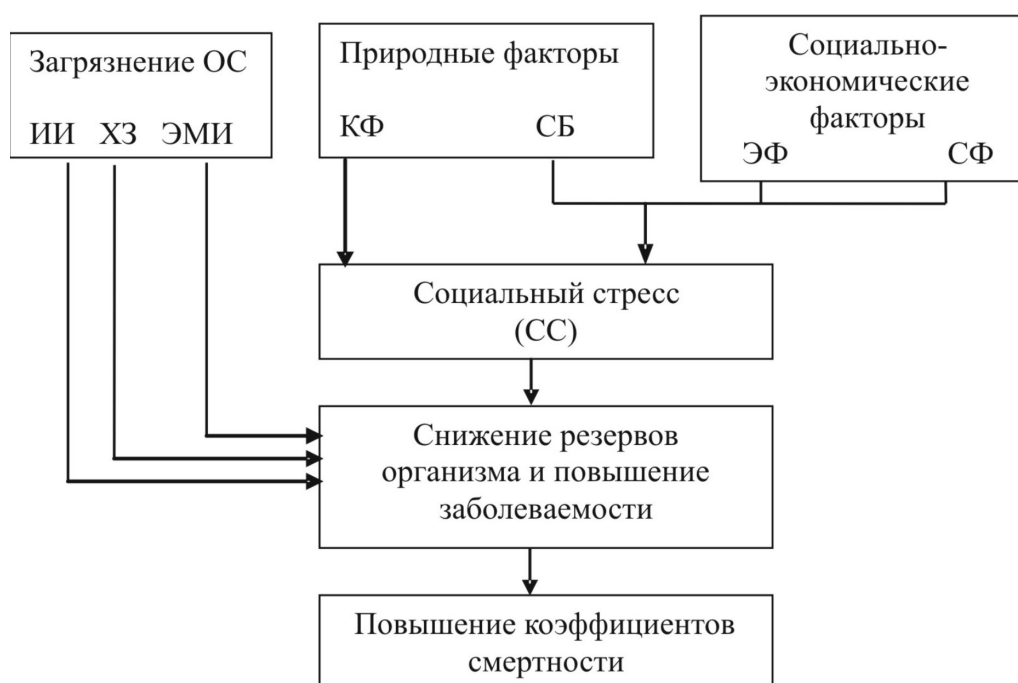 Загрязнение ОС
ИИ ХЗ ЭМИ
Природные факторы
КФ СБ
Социально-
экономические
факторы
ЭФ СФ
Социальный стресс
(СС)
Снижение резервов
организма и повышение
заболеваемости
Повышение коэффициентов
смертности